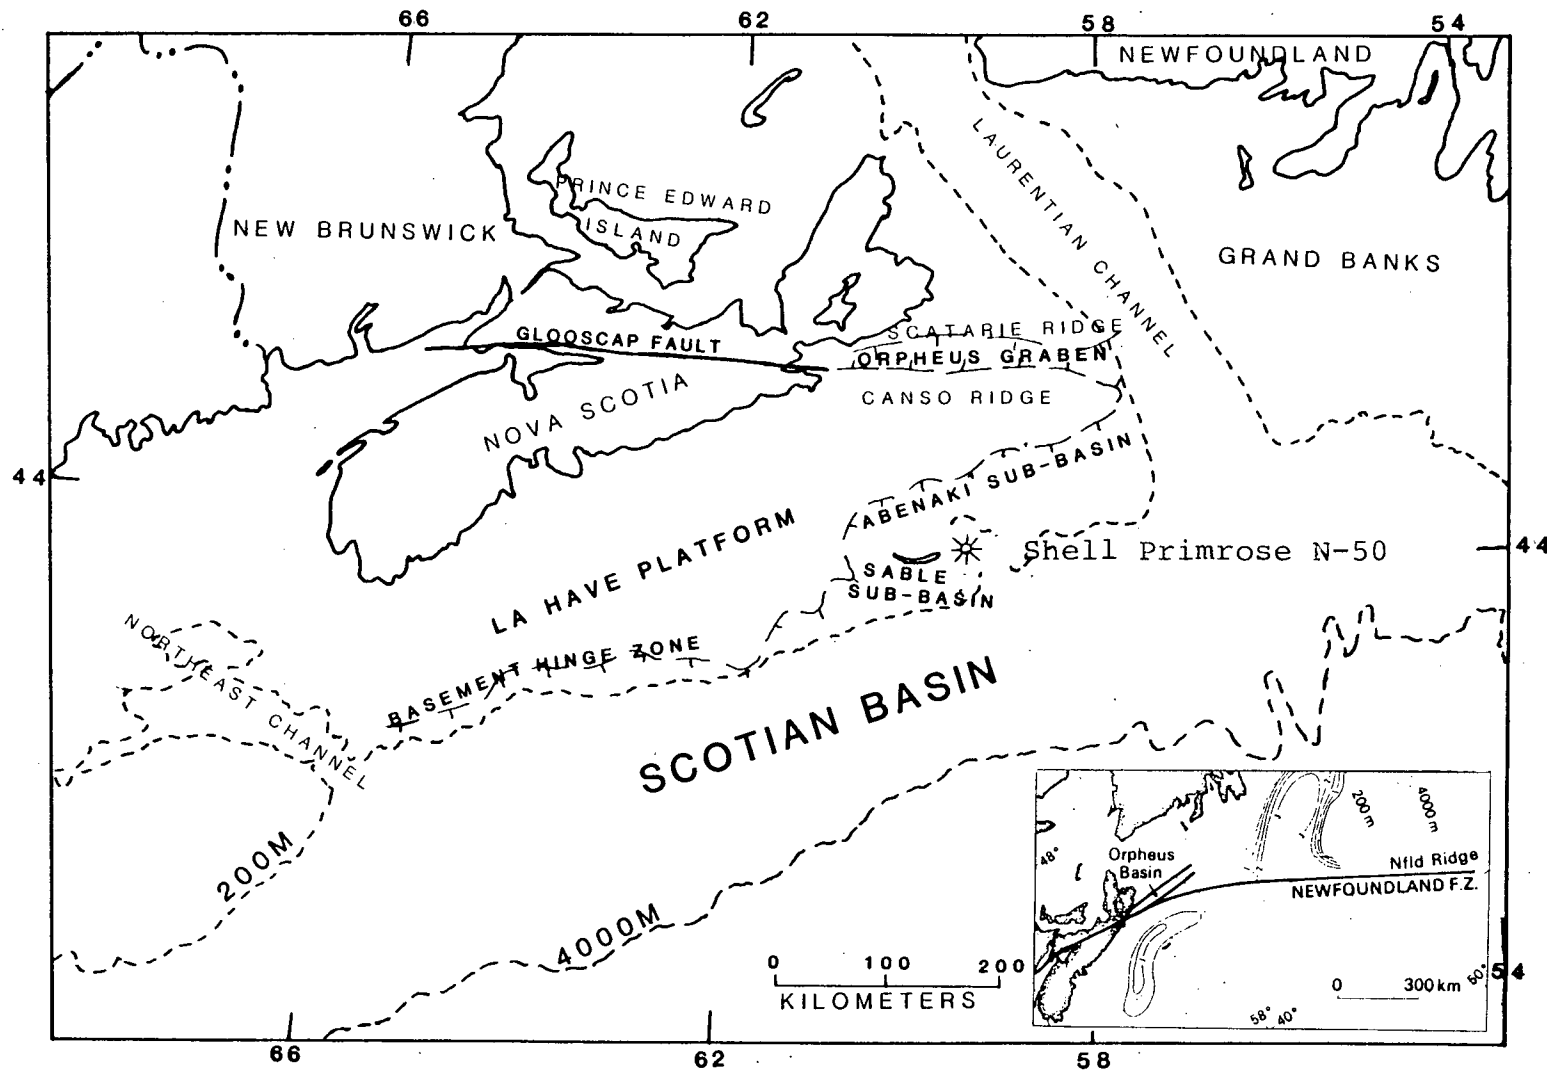 66
62
58
54
NEWFOUNDLAND
LAURENTIAN CHANNEL
PRINCE EDWARD
ISLAND
NEW BRUNSWICK
GRAND BANKS
SCATARIE RIDGE
GLOOSCAP FAULT
ORPHEUS GRABEN
CANSO RIDGE
NOVA SCOTIA
ABENAKI SUB-BASIN
44
LA HAVE PLATFORM
Shell Primrose N-50
44
SABLE
SUB-BASIN
NORTHEAST CHANNEL
BASEMENT HINGE ZONE
SCOTIAN BASIN
200M
4000M
0 100 200
KILOMETERS
200 m
4000 m
48°
Orpheus
Basin
Nfld Ridge
NEWFOUNDLAND F.Z.
0 300 km
50°
54
58° 40°
66
62
58